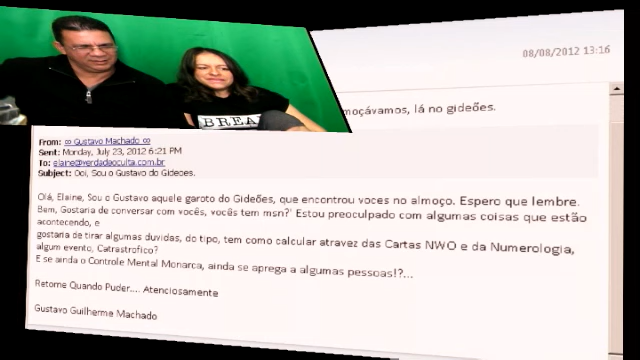 08/08/2012 13:16
moçávamos, lá no gideões.
BREA
From: ∞ Gustavo Machado ∞
Sent: Monday, July 23, 2012 6:21 PM
To: elaine@verdadeoculta.com.br
Subject: Ooi, Sou o Gustavo do Gideoes.
Olá, Elaine, Sou o Gustavo aquele garoto do Gideões, que encontrou voces no almoço. Espero que lembre.
Bem, Gostaria de conversar com vocês, vocês tem msn?' Estou preocupado com algumas coisas que estão
acontecendo, e
gostaria de tirar algumas duvidas, do tipo, tem como calcular atravez das Cartas NWO e da Numerologia,
algum evento, Catrastrofico?
E se ainda o Controle Mental Monarca, ainda se aprega a algumas pessoas!?...
Retorne Quando Puder.... Atenciosamente
Gustavo Guilherme Machado